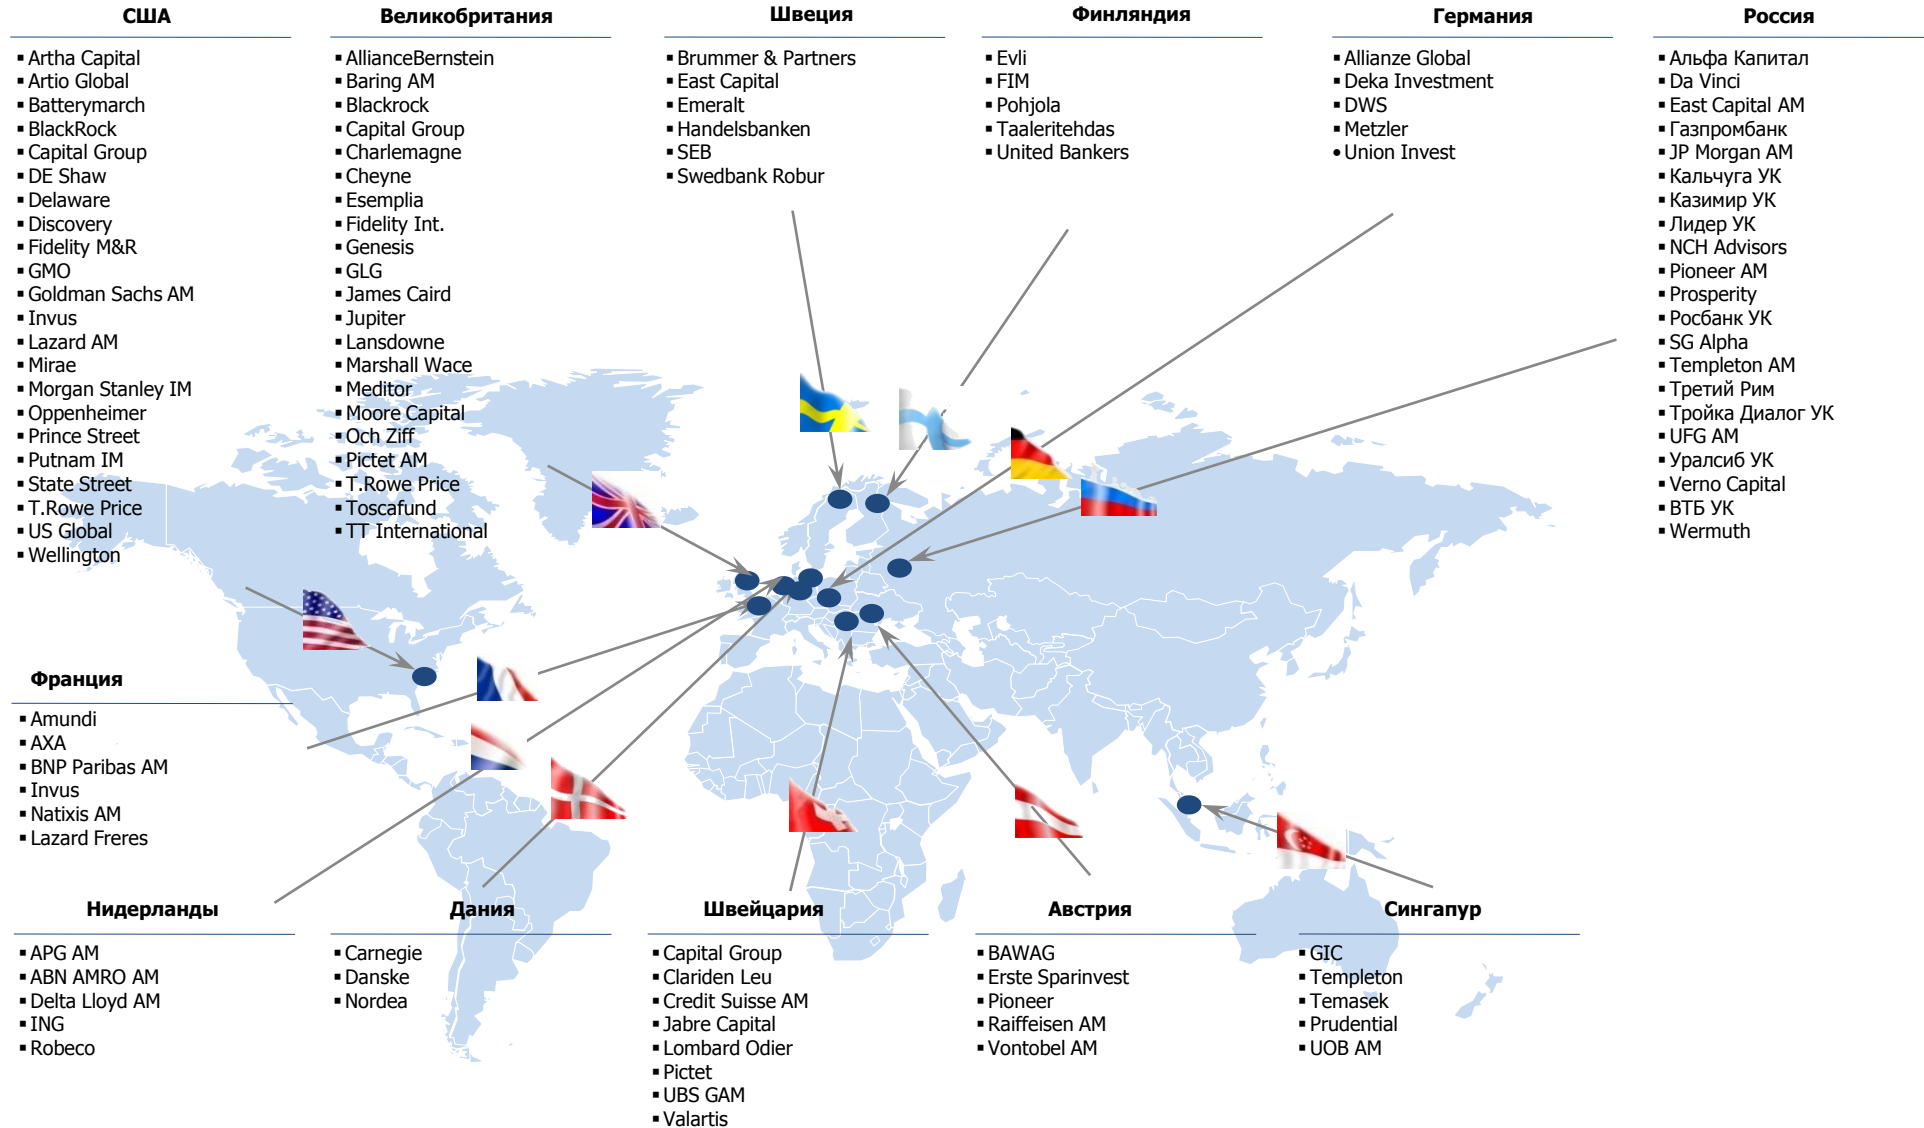 США
▪ Artha Capital
▪ Artio Global
▪ Batterymarch
▪ BlackRock
▪ Capital Group
▪ DE Shaw
▪ Delaware
▪ Discovery
▪ Fidelity M&R
▪ GMO
▪ Goldman Sachs AM
▪ Invus
▪ Lazard AM
▪ Mirae
▪ Morgan Stanley IM
▪ Oppenheimer
▪ Prince Street
▪ Putnam IM
▪ State Street
▪ T.Rowe Price
▪ US Global
▪ Wellington
Великобритания
▪ AllianceBernstein
▪ Baring AM
▪ Blackrock
▪ Capital Group
▪ Charlemagne
▪ Cheyne
▪ Esemplia
▪ Fidelity Int.
▪ Genesis
▪ GLG
▪ James Caird
▪ Jupiter
▪ Lansdowne
▪ Marshall Wace
▪ Meditor
▪ Moore Capital
▪ Och Ziff
▪ Pictet AM
▪ T.Rowe Price
▪ Toscafund
▪ TT International
Швеция
▪ Brummer & Partners
▪ East Capital
▪ Emeralt
▪ Handelsbanken
▪ SEB
▪ Swedbank Robur
Финляндия
▪ Evli
▪ FIM
▪ Pohjola
▪ Taaleritehdas
▪ United Bankers
Германия
▪ Allianze Global
▪ Deka Investment
▪ DWS
▪ Metzler
• Union Invest
Россия
▪ Альфа Капитал
▪ Da Vinci
▪ East Capital AM
▪ Газпромбанк
▪ JP Morgan AM
▪ Кальчуга УК
▪ Казимир УК
▪ Лидер УК
▪ NCH Advisors
▪ Pioneer AM
▪ Prosperity
▪ Росбанк УК
▪ SG Alpha
▪ Templeton AM
▪ Третий Рим
▪ Тройка Диалог УК
▪ UFG AM
▪ Уралсиб УК
▪ Verno Capital
▪ ВТБ УК
▪ Wermuth
Франция
▪ Amundi
▪ AXA
▪ BNP Paribas AM
▪ Invus
▪ Natixis AM
▪ Lazard Freres
Нидерланды
▪ APG AM
▪ ABN AMRO AM
▪ Delta Lloyd AM
▪ ING
▪ Robeco
Дания
▪ Carnegie
▪ Danske
▪ Nordea
Швейцария
▪ Capital Group
▪ Clariden Leu
▪ Credit Suisse AM
▪ Jabre Capital
▪ Lombard Odier
▪ Pictet
▪ UBS GAM
▪ Valartis
Австрия
▪ BAWAG
▪ Erste Sparinvest
▪ Pioneer
▪ Raiffeisen AM
▪ Vontobel AM
Сингапур
▪ GIC
▪ Templeton
▪ Temasek
▪ Prudential
▪ UOB AM